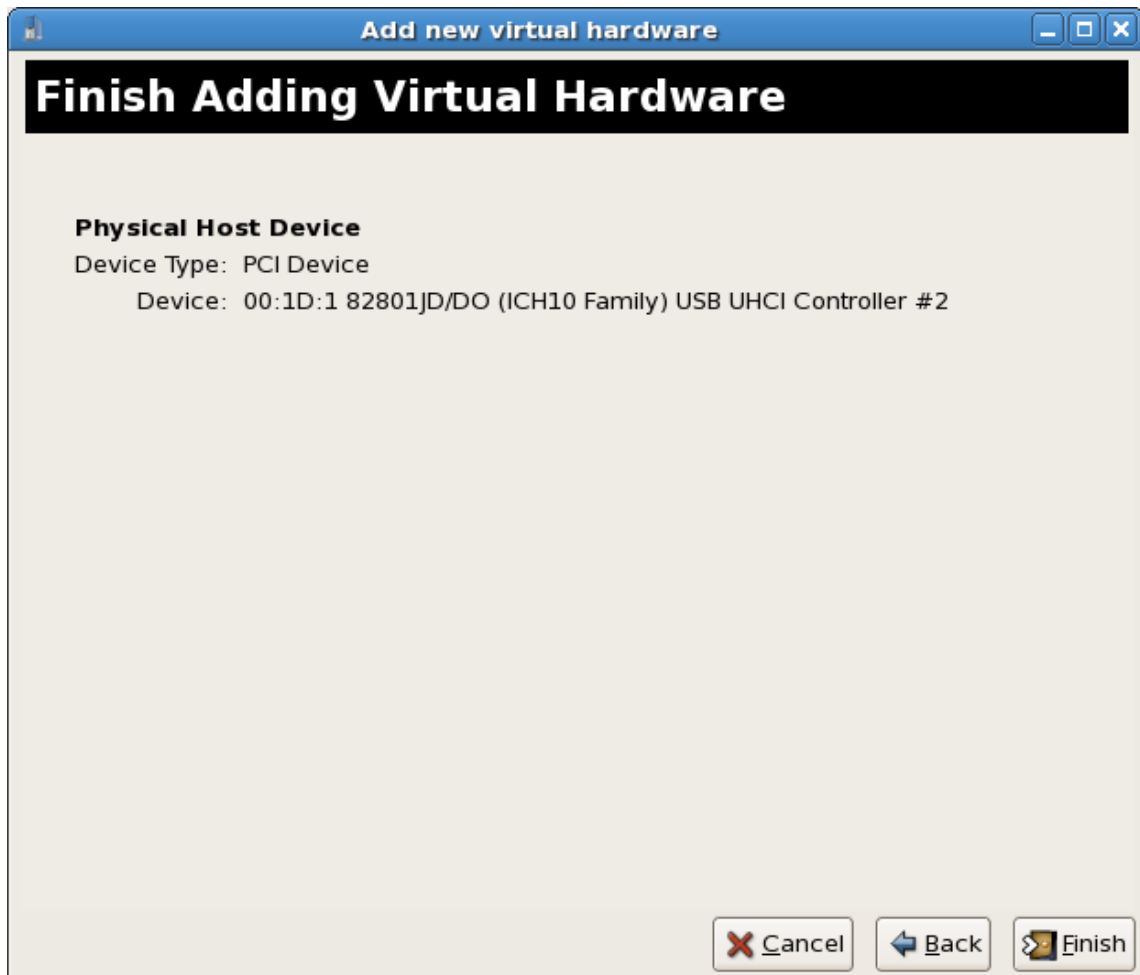 Add new virtual hardware
Finish Adding Virtual Hardware
Physical Host Device
Device Type: PCI Device
Device: 00:1D:1 82801JD/DO (ICH10 Family) USB UHCI Controller #2
Cancel Back Finish